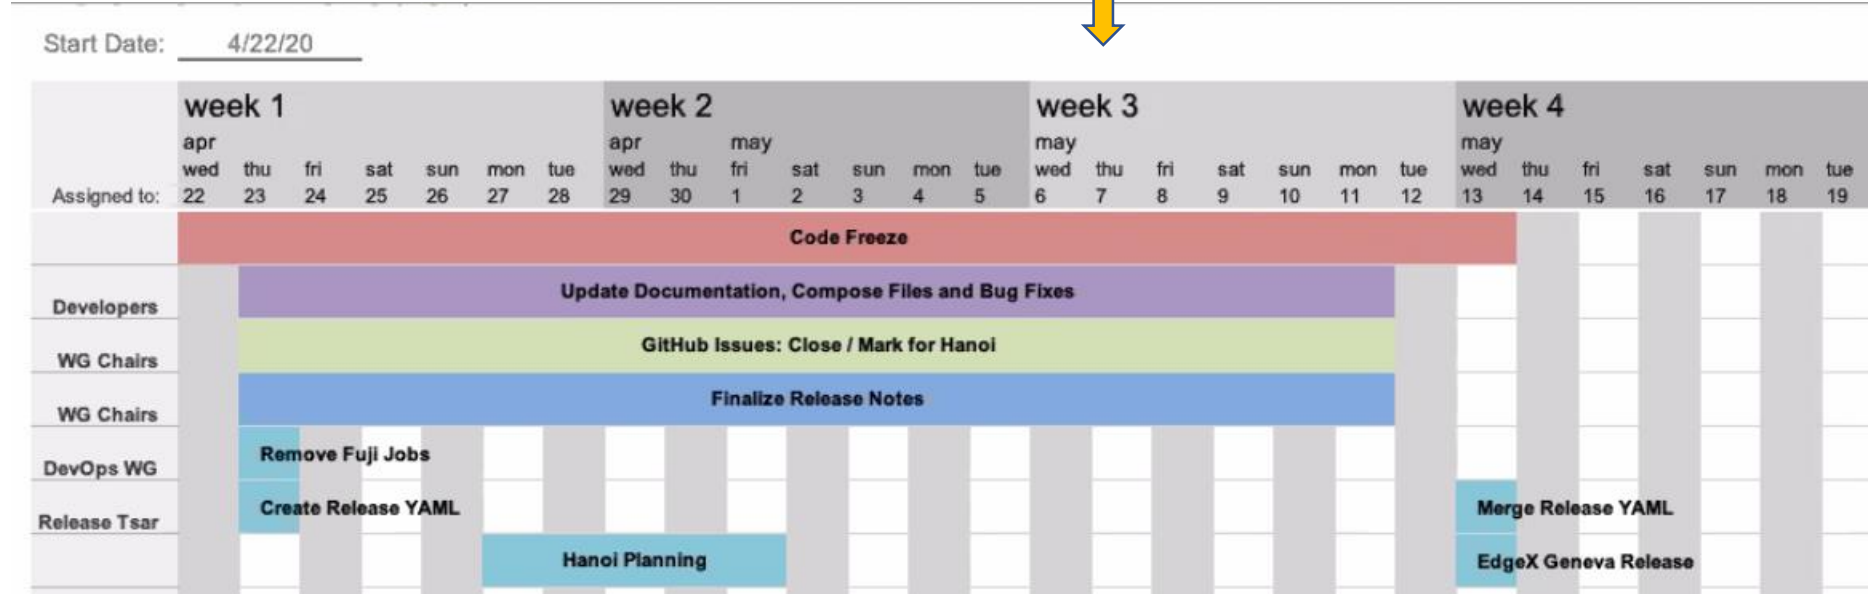 Start Date: 4/22/20
week 1 week 2 week 3 week 4
apr apr may may may
wed thu fri sat sun mon tue wed thu fri sat sun mon tue wed thu fri sat sun mon tue wed thu fri sat sun mon tue
Assigned to: 22 23 24 25 26 27 28 29 30 1 2 3 4 5 6 7 8 9 10 11 12 13 14 15 16 17 18 19
Code Freeze
Update Documentation, Compose Files and Bug Fixes
Developers
GitHub Issues: Close / Mark for Hanoi
WG Chairs
Finalize Release Notes
WG Chairs
Remove Fuji Jobs
DevOps WG
Create Release YAML Merge Release YAML
Release Tsar
Hanoi Planning EdgeX Geneva Release